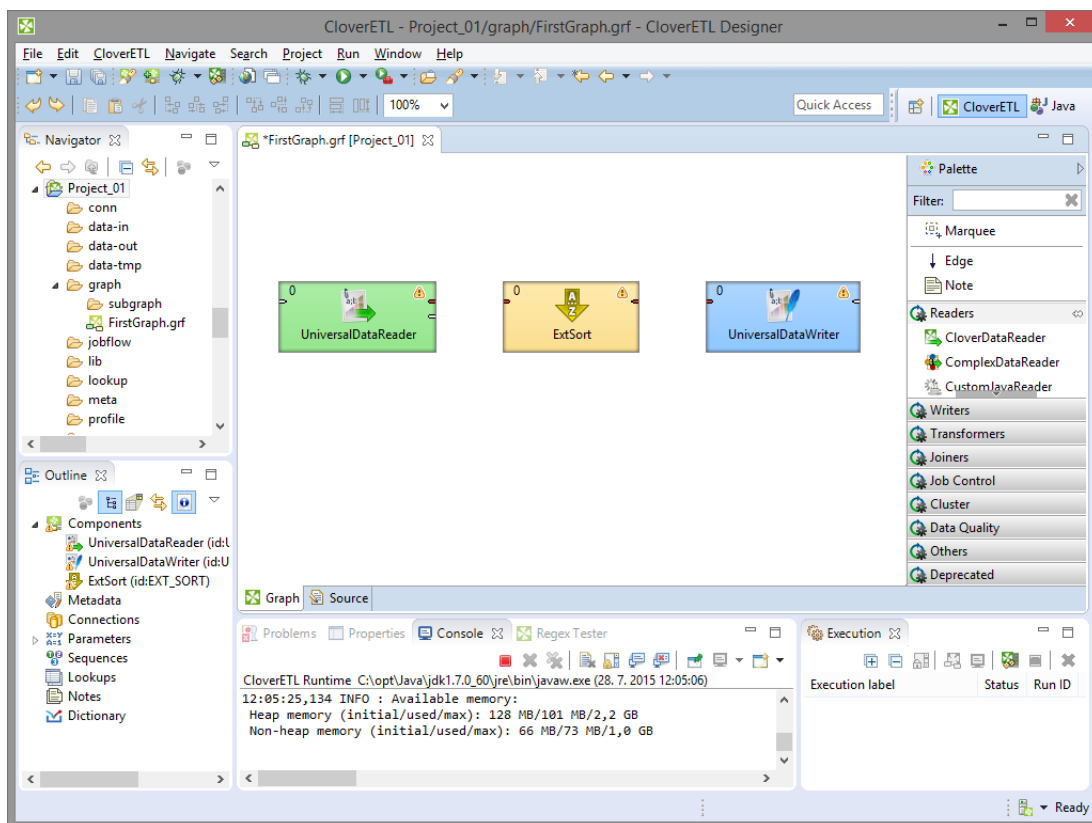 CloverETL - Project_01/graph/FirstGraph.grf - CloverETL Designer
File Edit CloverETL Navigate Search Project Run Window Help
100%
Quick Access
CloverETL
Java
Navigator
Project_01
conn
data-in
data-out
data-tmp
graph
subgraph
FirstGraph.grf
jobflow
lib
lookup
meta
profile
*FirstGraph.grf [Project_01]
0
UniversalDataReader
0
ExtSort
0
UniversalDataWriter
Palette
Filter:
Marquee
Edge
Note
Readers
CloverDataReader
ComplexDataReader
CustomJavaReader
Writers
Transformers
Joiners
Job Control
Cluster
Data Quality
Others
Deprecated
Graph Source
Outline
Components
UniversalDataReader (id:U
UniversalDataWriter (id:U
ExtSort (id:EXT_SORT)
Metadata
Connections
Parameters
Sequences
Lookups
Notes
Dictionary
Problems Properties Console Regex Tester
CloverETL Runtime C:\opt\Java\jdk1.7.0_60\jre\bin\javaw.exe (28. 7. 2015 12:05:06)
12:05:25,134 INFO : Available memory:
Heap memory (initial/used/max): 128 MB/101 MB/2,2 GB
Non-heap memory (initial/used/max): 66 MB/73 MB/1,0 GB
Execution
Execution label Status Run ID
Ready